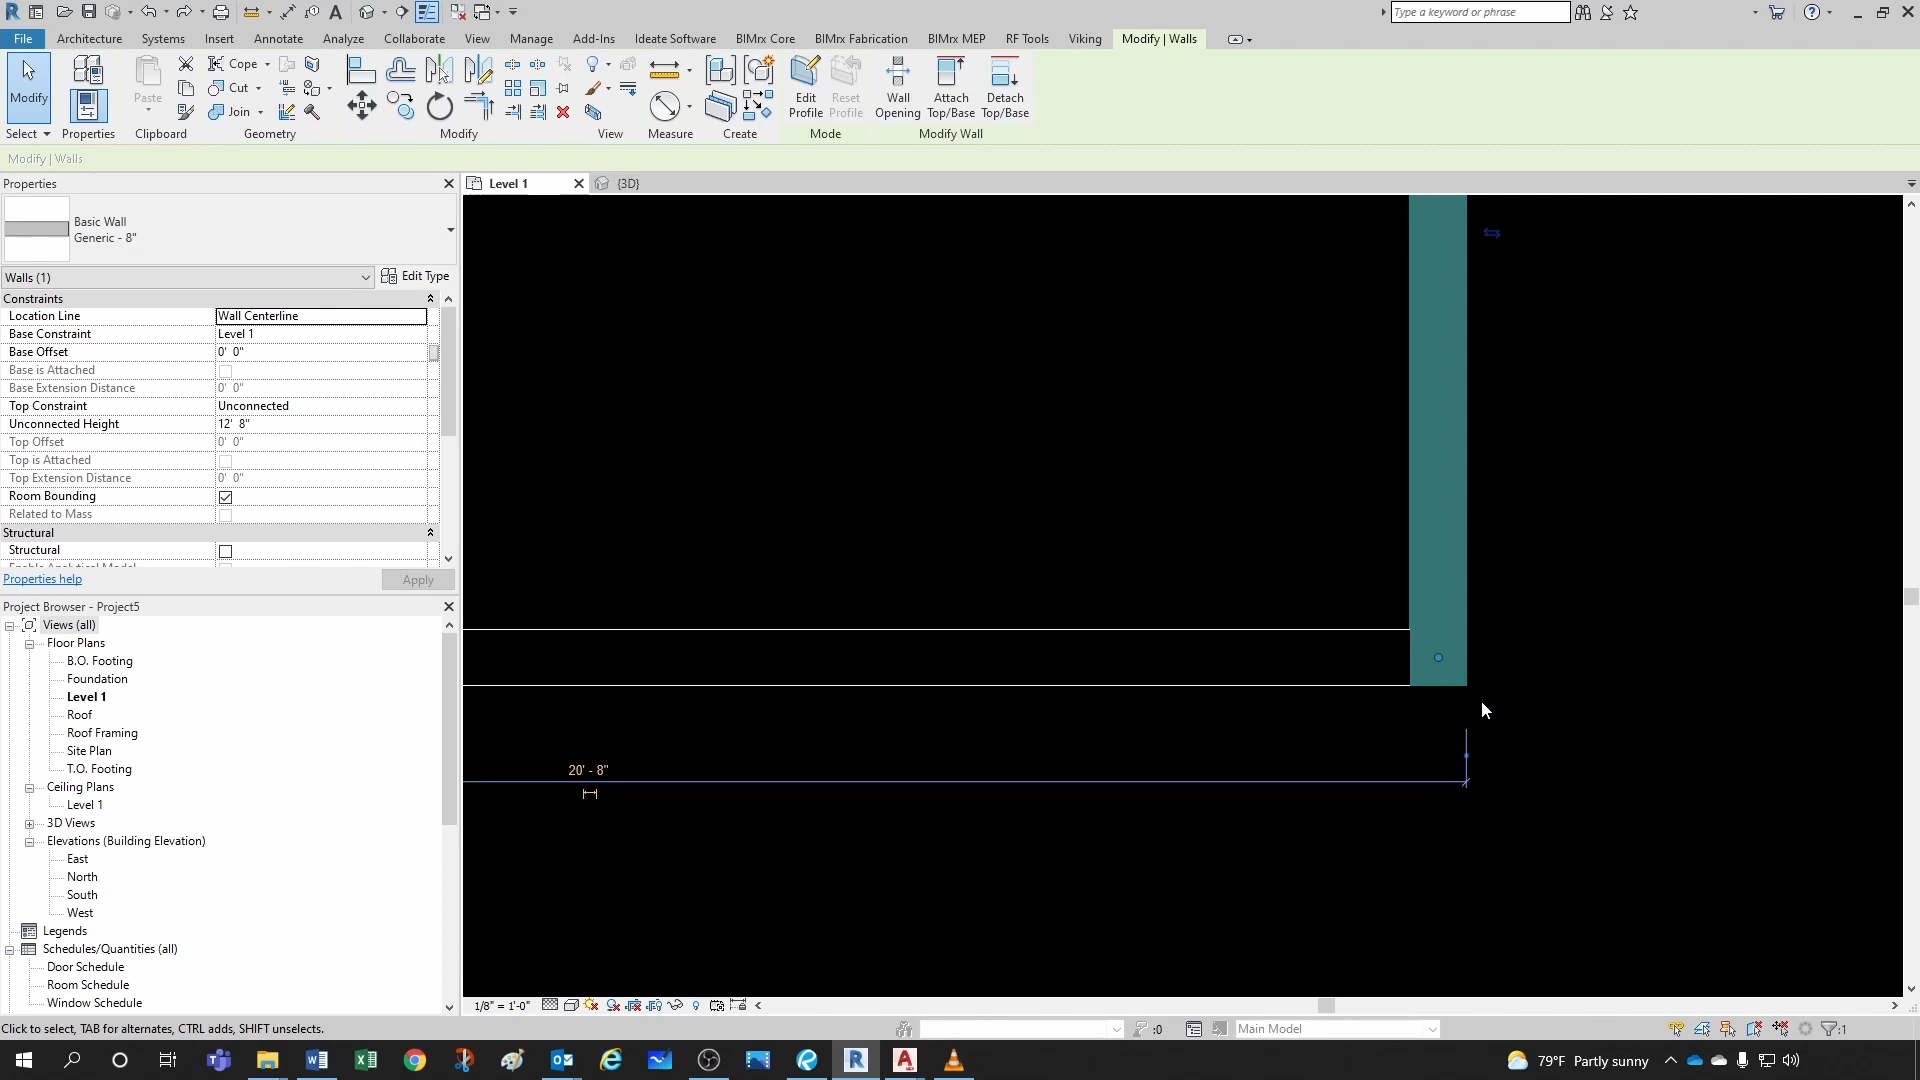 Type a keyword or phrase
File Architecture Systems Insert Annotate Analyze Collaborate View Manage Add-Ins Ideate Software BIMrx Core BIMrx Fabrication BIMrx MEP RF Tools Viking Modify | Walls
Modify
Select
Properties
Paste
Clipboard
Cope
Cut
Join
Geometry
Modify
View
Measure
Create
Edit Profile
Reset Profile
Mode
Wall Opening
Attach Top/Base
Detach Top/Base
Modify Wall
Modify | Walls
Properties
Basic Wall
Generic - 8"
Walls (1)
Edit Type
Constraints
Location Line Wall Centerline
Base Constraint Level 1
Base Offset 0' 0"
Base is Attached
Base Extension Distance 0' 0"
Top Constraint Unconnected
Unconnected Height 12' 8"
Top Offset 0' 0"
Top is Attached
Top Extension Distance 0' 0"
Room Bounding
Related to Mass
Structural
Structural
Enable Analytical Model
Properties help
Apply
Project Browser - Project5
Views (all)
Floor Plans
B.O. Footing
Foundation
Level 1
Roof
Roof Framing
Site Plan
T.O. Footing
Ceiling Plans
Level 1
3D Views
Elevations (Building Elevation)
East
North
South
West
Legends
Schedules/Quantities (all)
Door Schedule
Room Schedule
Window Schedule
Level 1
{3D}
20' - 8"
1/8" = 1'-0"
Click to select, TAB for alternates, CTRL adds, SHIFT unselects.
:0
Main Model
:1
79°F Partly sunny